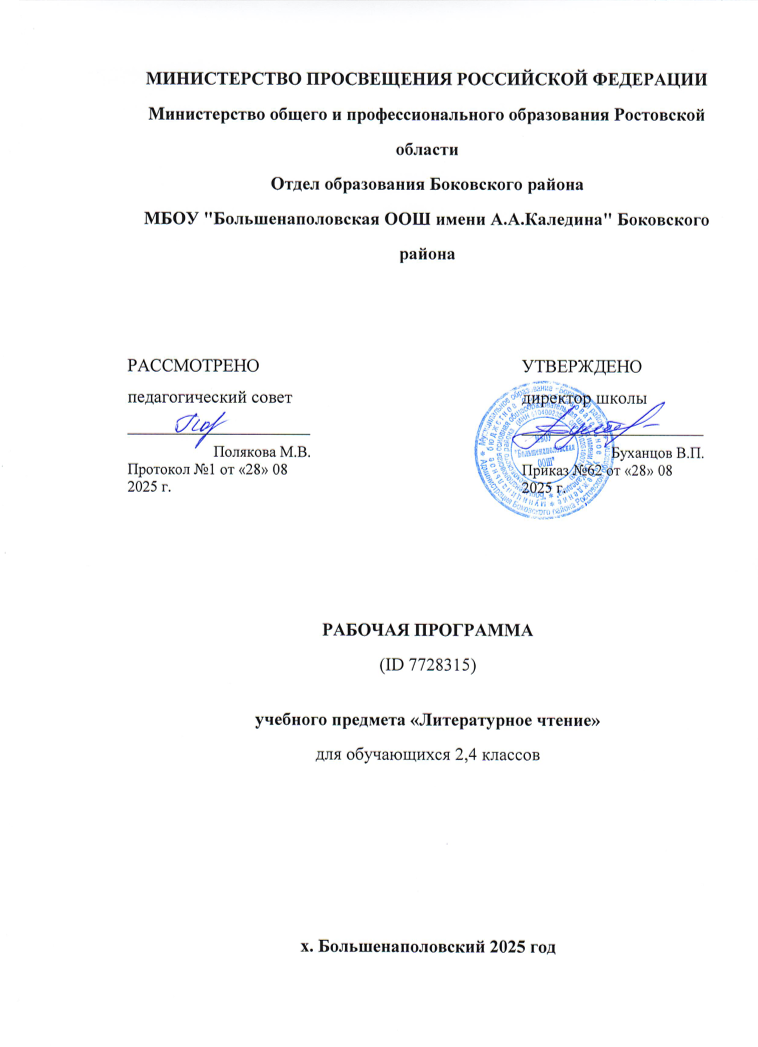 МИНИСТЕРСТВО ПРОСВЕЩЕНИЯ РОССИЙСКОЙ ФЕДЕРАЦИИ
Министерство общего и профессионального образования Ростовской
области
Отдел образования Боковского района
МБОУ "Большенаполовская ООШ имени А.А.Каледина" Боковского
района
РАССМОТРЕНО
педагогический совет
Полякова М.В.
Протокол №1 от «28» 08
2025 г.
УТВЕРЖДЕНО
директор школы
Буханцов В.П.
Приказ №62 от «28» 08
2025 г.
РАБОЧАЯ ПРОГРАММА
(ID 7728315)
учебного предмета «Литературное чтение»
для обучающихся 2,4 классов
х. Большенаполовский 2025 год